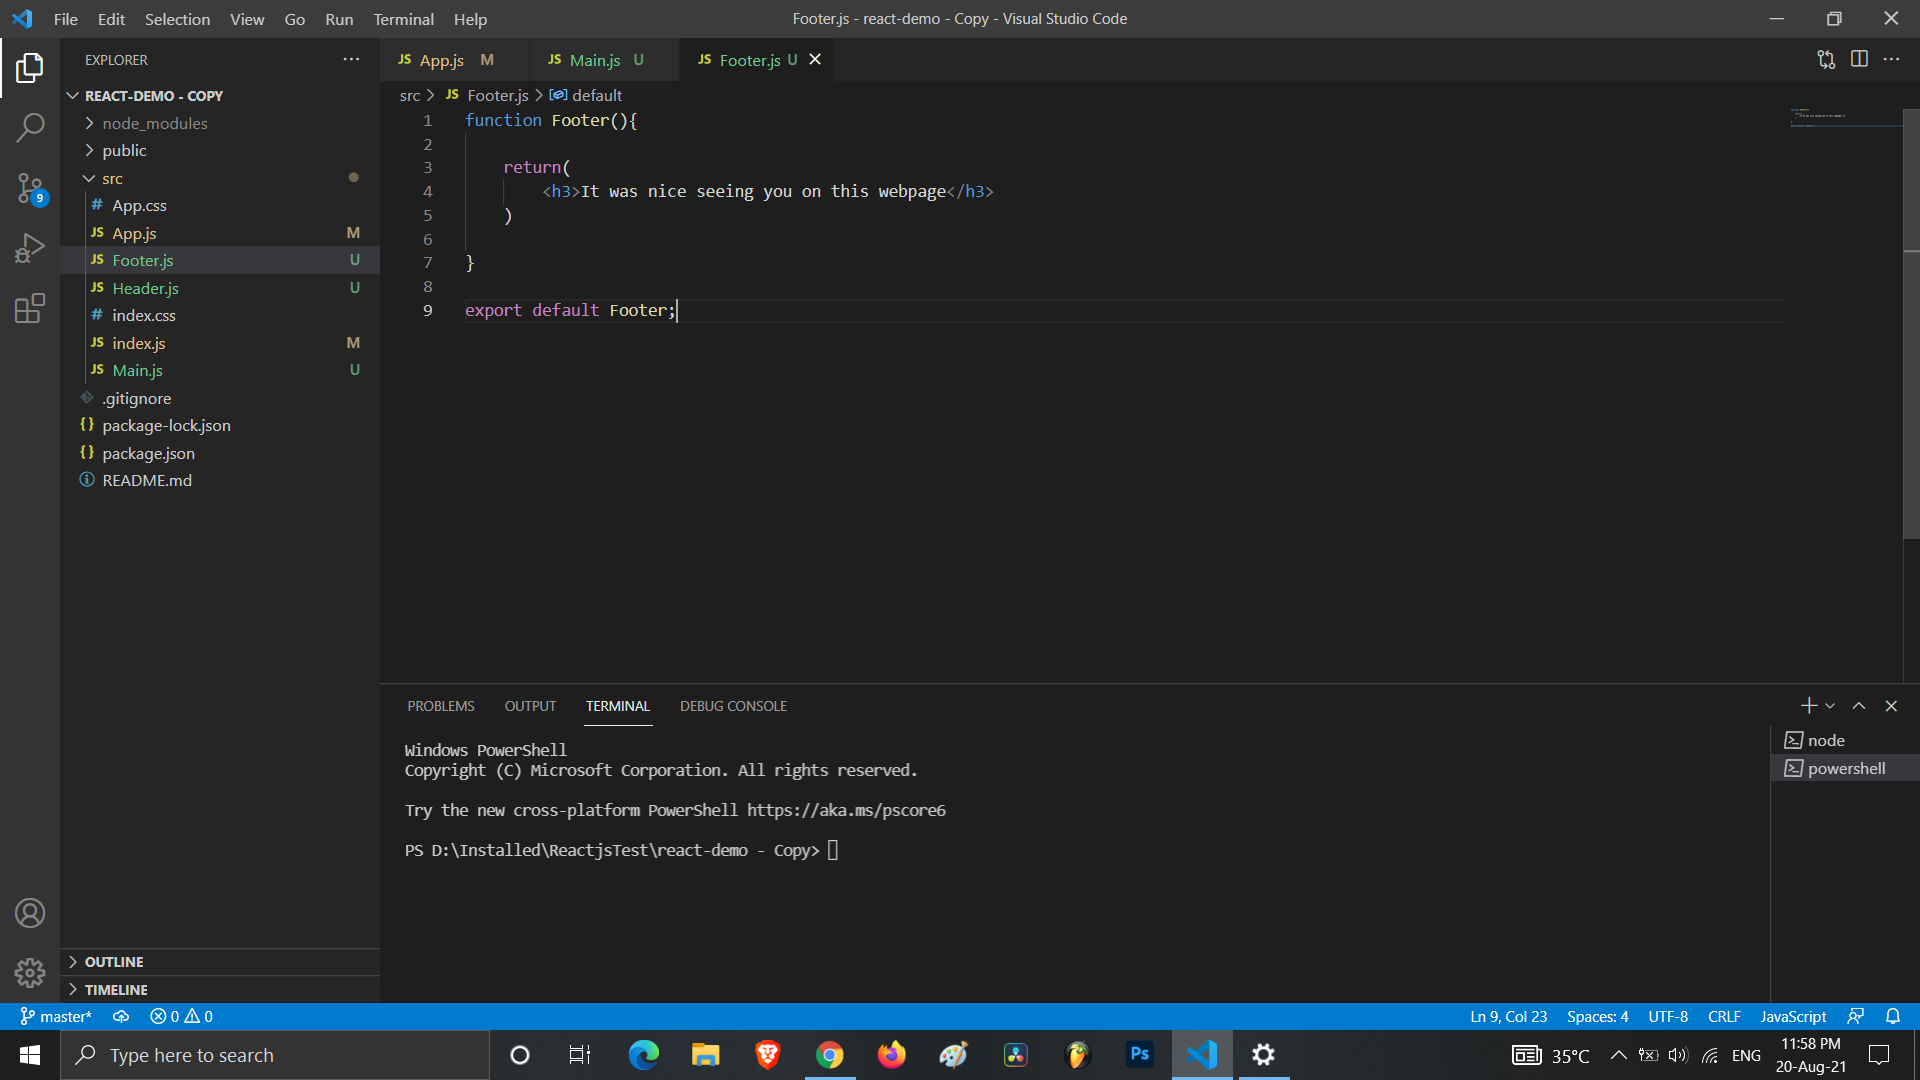 File Edit Selection View Go Run Terminal Help
Footer.js - react-demo - Copy - Visual Studio Code
EXPLORER
REACT-DEMO - COPY
node_modules
public
src
# App.css
JS App.js M
JS Footer.js U
JS Header.js U
# index.css
JS index.js M
JS Main.js U
.gitignore
{} package-lock.json
{} package.json
README.md
OUTLINE
TIMELINE
9
JS App.js M
JS Main.js U
JS Footer.js U
src > JS Footer.js > default
1 function Footer(){
2
3 return(
4 <h3>It was nice seeing you on this webpage</h3>
5 )
6
7 }
8
9 export default Footer;
PROBLEMS OUTPUT TERMINAL DEBUG CONSOLE
Windows PowerShell
Copyright (C) Microsoft Corporation. All rights reserved.
Try the new cross-platform PowerShell https://aka.ms/pscore6
PS D:\Installed\ReactjsTest\react-demo - Copy>
node
powershell
master* 0 0
Ln 9, Col 23 Spaces: 4 UTF-8 CRLF JavaScript
Type here to search
Ps
35°C ENG
11:58 PM
20-Aug-21